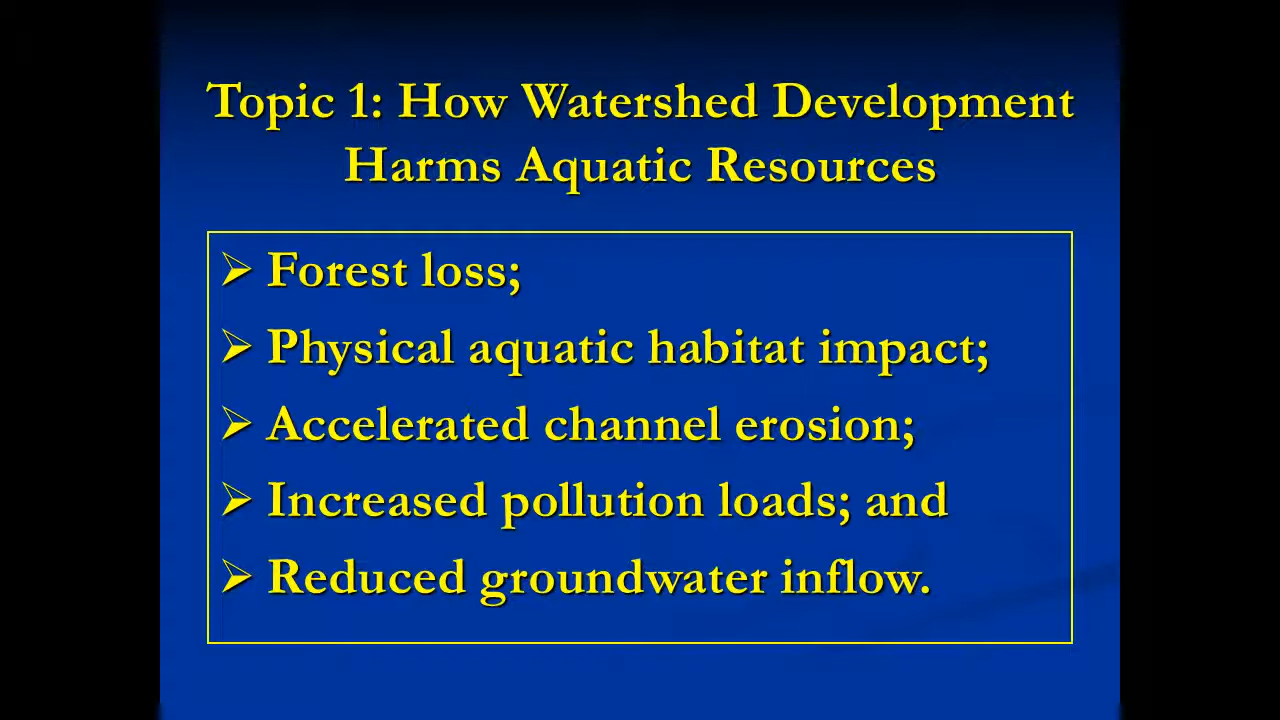 Topic 1: How Watershed Development
Harms Aquatic Resources
➢ Forest loss;
➢ Physical aquatic habitat impact;
➢ Accelerated channel erosion;
➢ Increased pollution loads; and
➢ Reduced groundwater inflow.